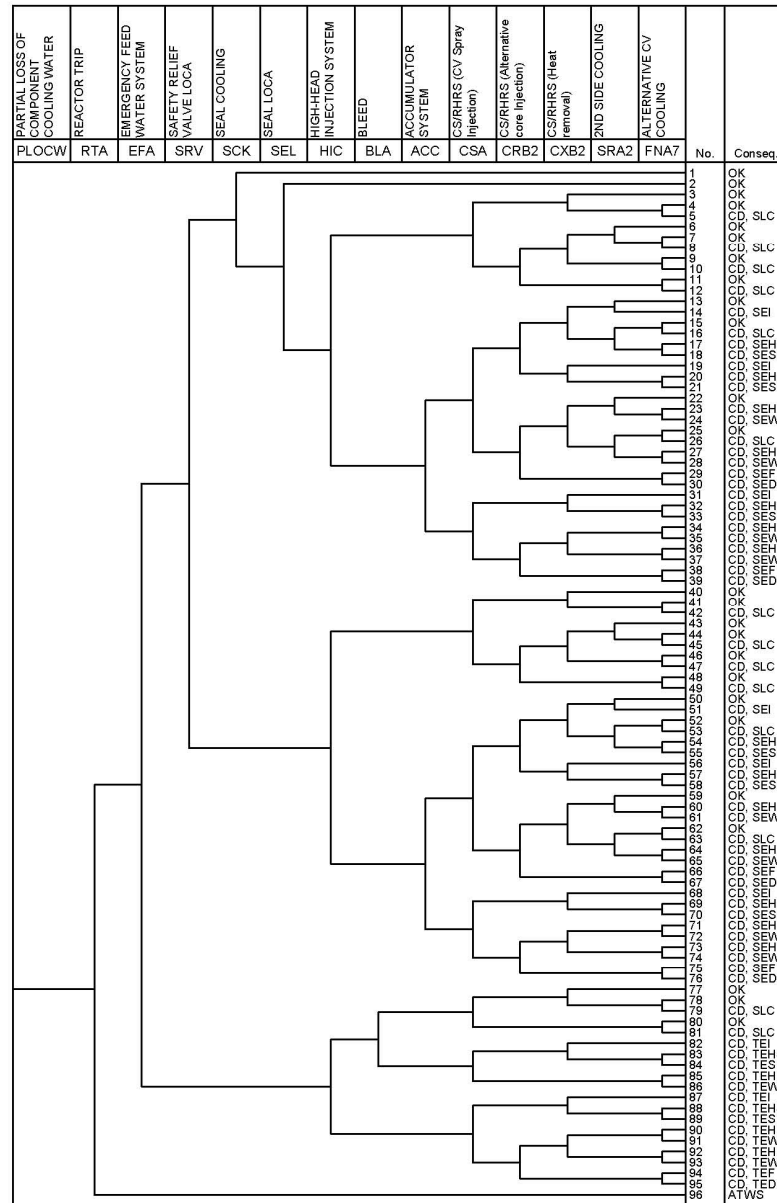 PARTIAL LOSS OF
COMPONENT
COOLING WATER
REACTOR TRIP
EMERGENCY FEED
WATER SYSTEM
SAFETY RELIEF
VALVE LOCA
SEAL COOLING
SEAL LOCA
HIGH-HEAD
INJECTION SYSTEM
BLEED
ACCUMULATOR
SYSTEM
CS/RHRS (CV Spray
Injection)
CS/RHRS (Alternative
core Injection)
CS/RHRS (Heat
removal)
2ND SIDE COOLING
ALTERNATIVE CV
COOLING
PLOCW RTA EFA SRV SCK SEL HIC BLA ACC CSA CRB2 CXB2 SRA2 FNA7 No. Conseq.
1 OK
2 OK
3 OK
4 OK
5 CD, SLC
6 OK
7 OK
8 CD, SLC
9 OK
10 CD, SLC
11 OK
12 CD, SLC
13 OK
14 CD, SEI
15 OK
16 CD, SLC
17 CD, SEH
18 CD, SES
19 CD, SEI
20 CD, SEH
21 CD, SES
22 OK
23 CD, SEH
24 CD, SEW
25 OK
26 CD, SLC
27 CD, SEH
28 CD, SEW
29 CD, SEF
30 CD, SED
31 CD, SEI
32 CD, SEH
33 CD, SES
34 CD, SEH
35 CD, SEW
36 CD, SEH
37 CD, SEW
38 CD, SEF
39 CD, SED
40 OK
41 OK
42 CD, SLC
43 OK
44 OK
45 CD, SLC
46 OK
47 CD, SLC
48 OK
49 CD, SLC
50 OK
51 CD, SEI
52 OK
53 CD, SLC
54 CD, SEH
55 CD, SES
56 CD, SEI
57 CD, SEH
58 CD, SES
59 OK
60 CD, SEH
61 CD, SEW
62 OK
63 CD, SLC
64 CD, SEH
65 CD, SEW
66 CD, SEF
67 CD, SED
68 CD, SEI
69 CD, SEH
70 CD, SES
71 CD, SEH
72 CD, SEW
73 CD, SEH
74 CD, SEW
75 CD, SEF
76 CD, SED
77 OK
78 OK
79 CD, SLC
80 OK
81 CD, SLC
82 CD, TEI
83 CD, TEH
84 CD, TES
85 CD, TEH
86 CD, TEW
87 CD, TEI
88 CD, TEH
89 CD, TES
90 CD, TEH
91 CD, TEW
92 CD, TEH
93 CD, TEW
94 CD, TEF
95 CD, TED
96 ATWS